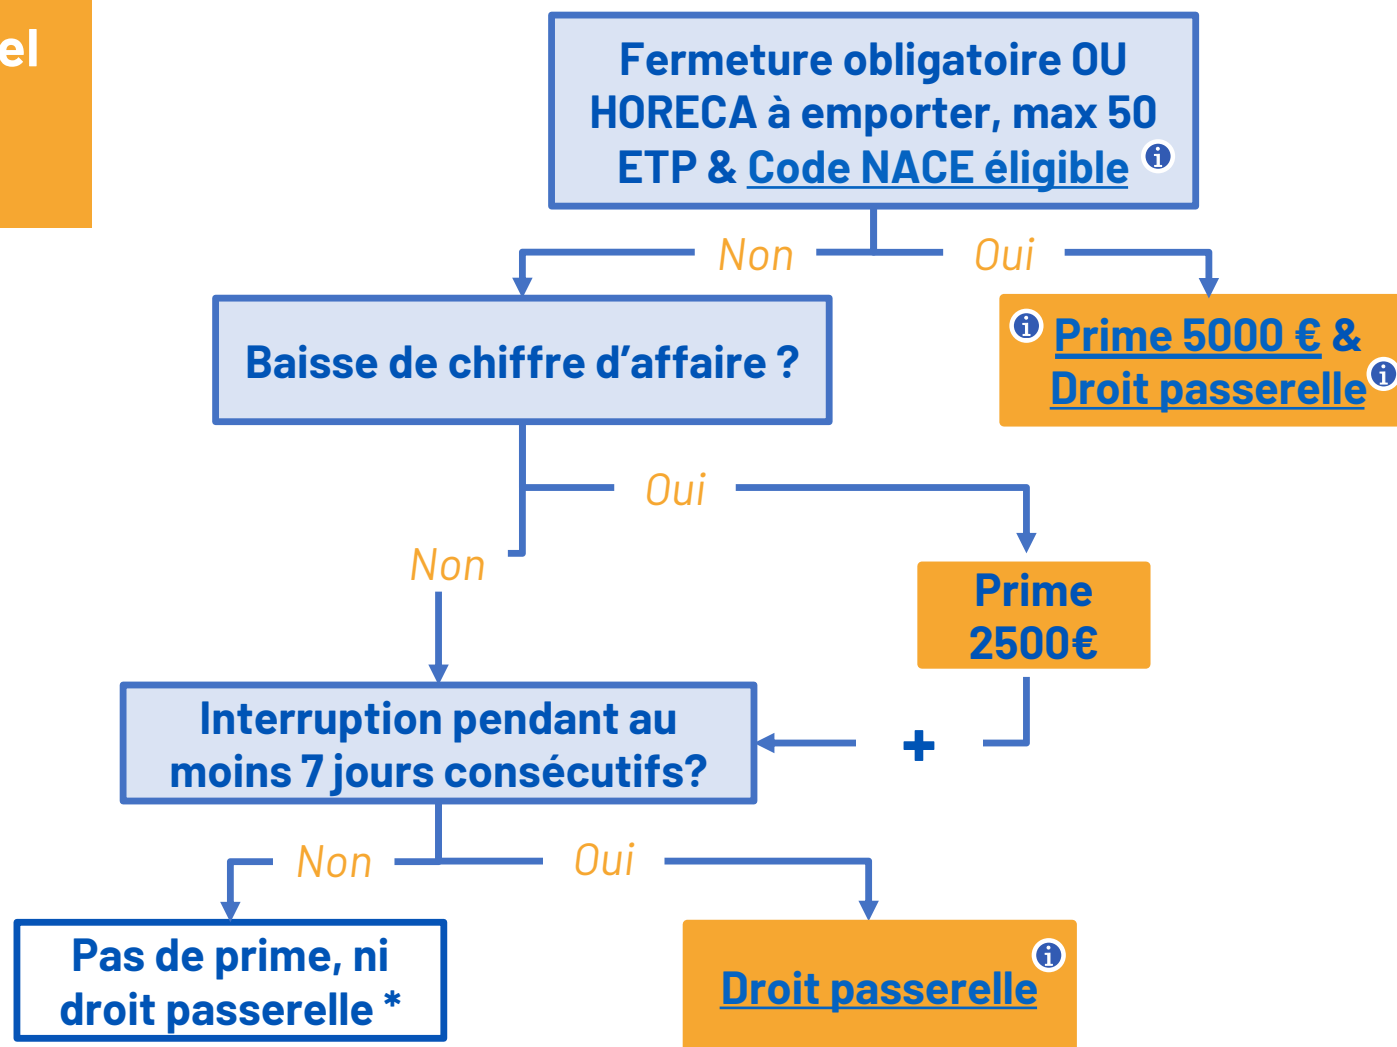 el
Fermeture obligatoire OU
HORECA à emporter, max 50
ETP & Code NACE éligible
Non
Oui
Baisse de chiffre d’affaire ?
Prime 5000 € &
Droit passerelle
Oui
Non
Prime
2500€
Interruption pendant au
moins 7 jours consécutifs?
+
Non
Oui
Pas de prime, ni
droit passerelle *
Droit passerelle